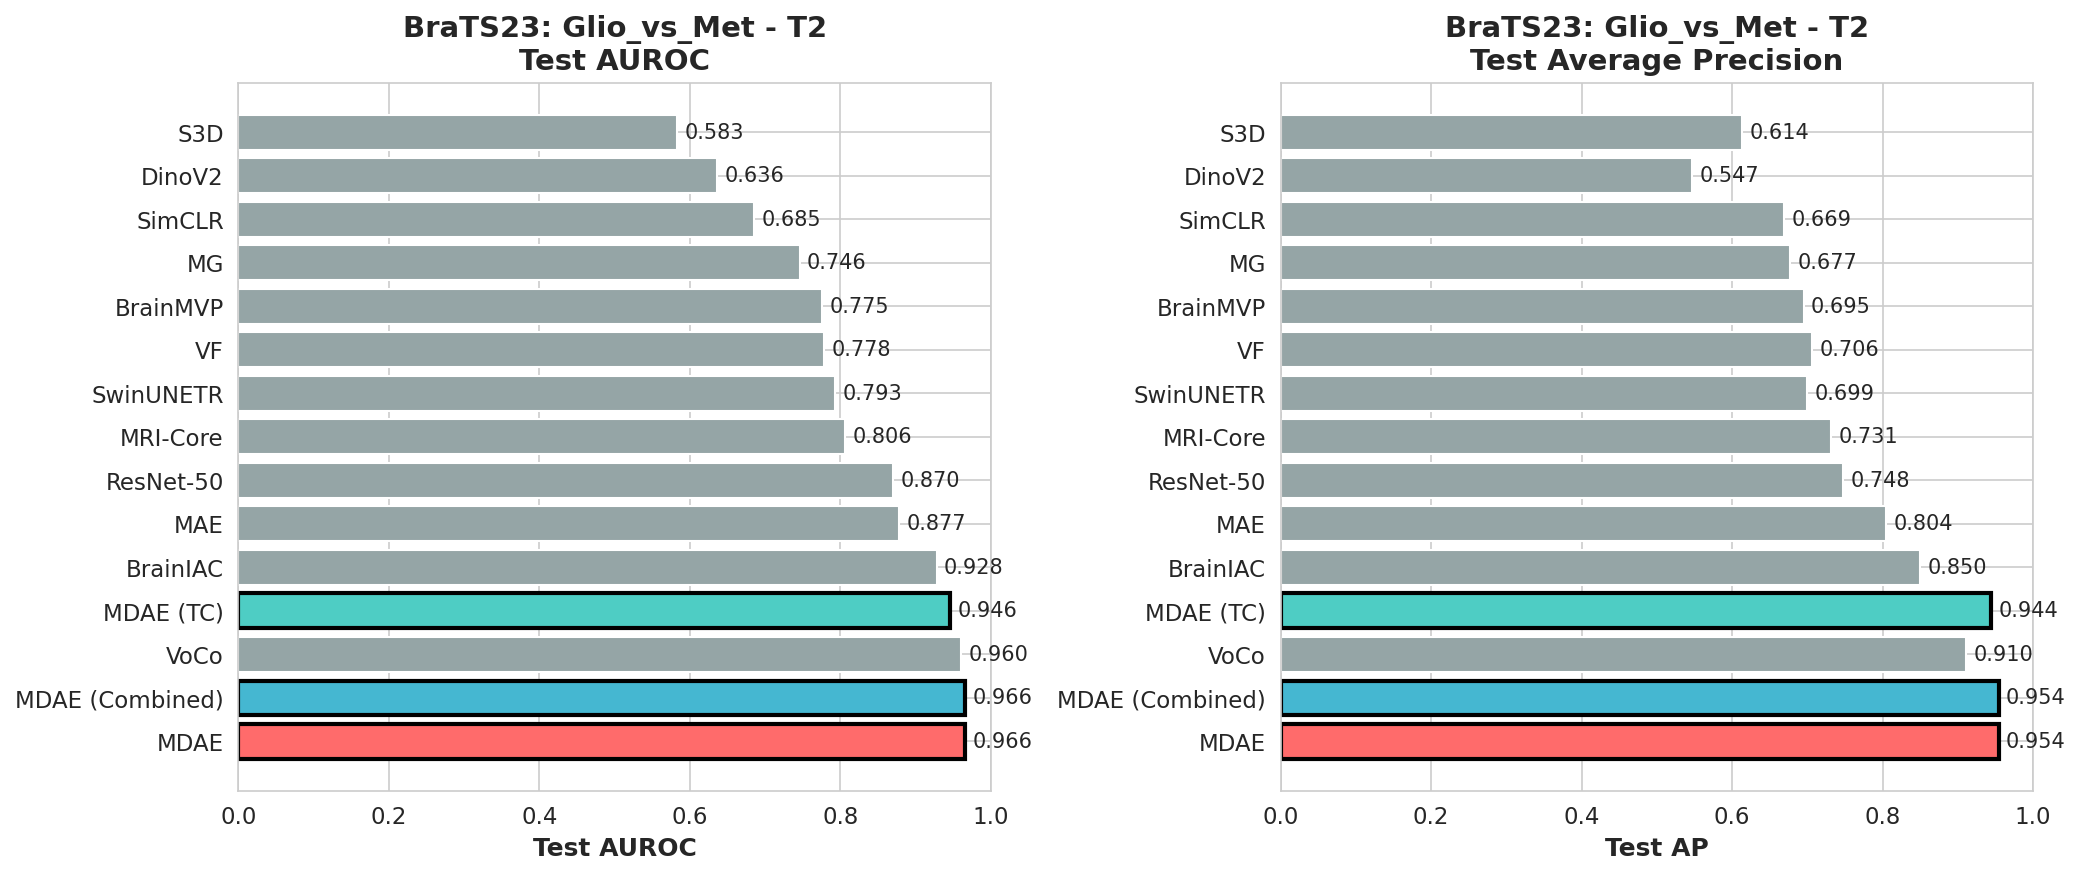 BraTS23: Glio_vs_Met - T2
Test AUROC
S3D 0.583
DinoV2 0.636
SimCLR 0.685
MG 0.746
BrainMVP 0.775
VF 0.778
SwinUNETR 0.793
MRI-Core 0.806
ResNet-50 0.870
MAE 0.877
BrainIAC 0.928
MDAE (TC) 0.946
VoCo 0.960
MDAE (Combined) 0.966
MDAE 0.966
0.0 0.2 0.4 0.6 0.8 1.0
Test AUROC
BraTS23: Glio_vs_Met - T2
Test Average Precision
S3D 0.614
DinoV2 0.547
SimCLR 0.669
MG 0.677
BrainMVP 0.695
VF 0.706
SwinUNETR 0.699
MRI-Core 0.731
ResNet-50 0.748
MAE 0.804
BrainIAC 0.850
MDAE (TC) 0.944
VoCo 0.910
MDAE (Combined) 0.954
MDAE 0.954
0.0 0.2 0.4 0.6 0.8 1.0
Test AP